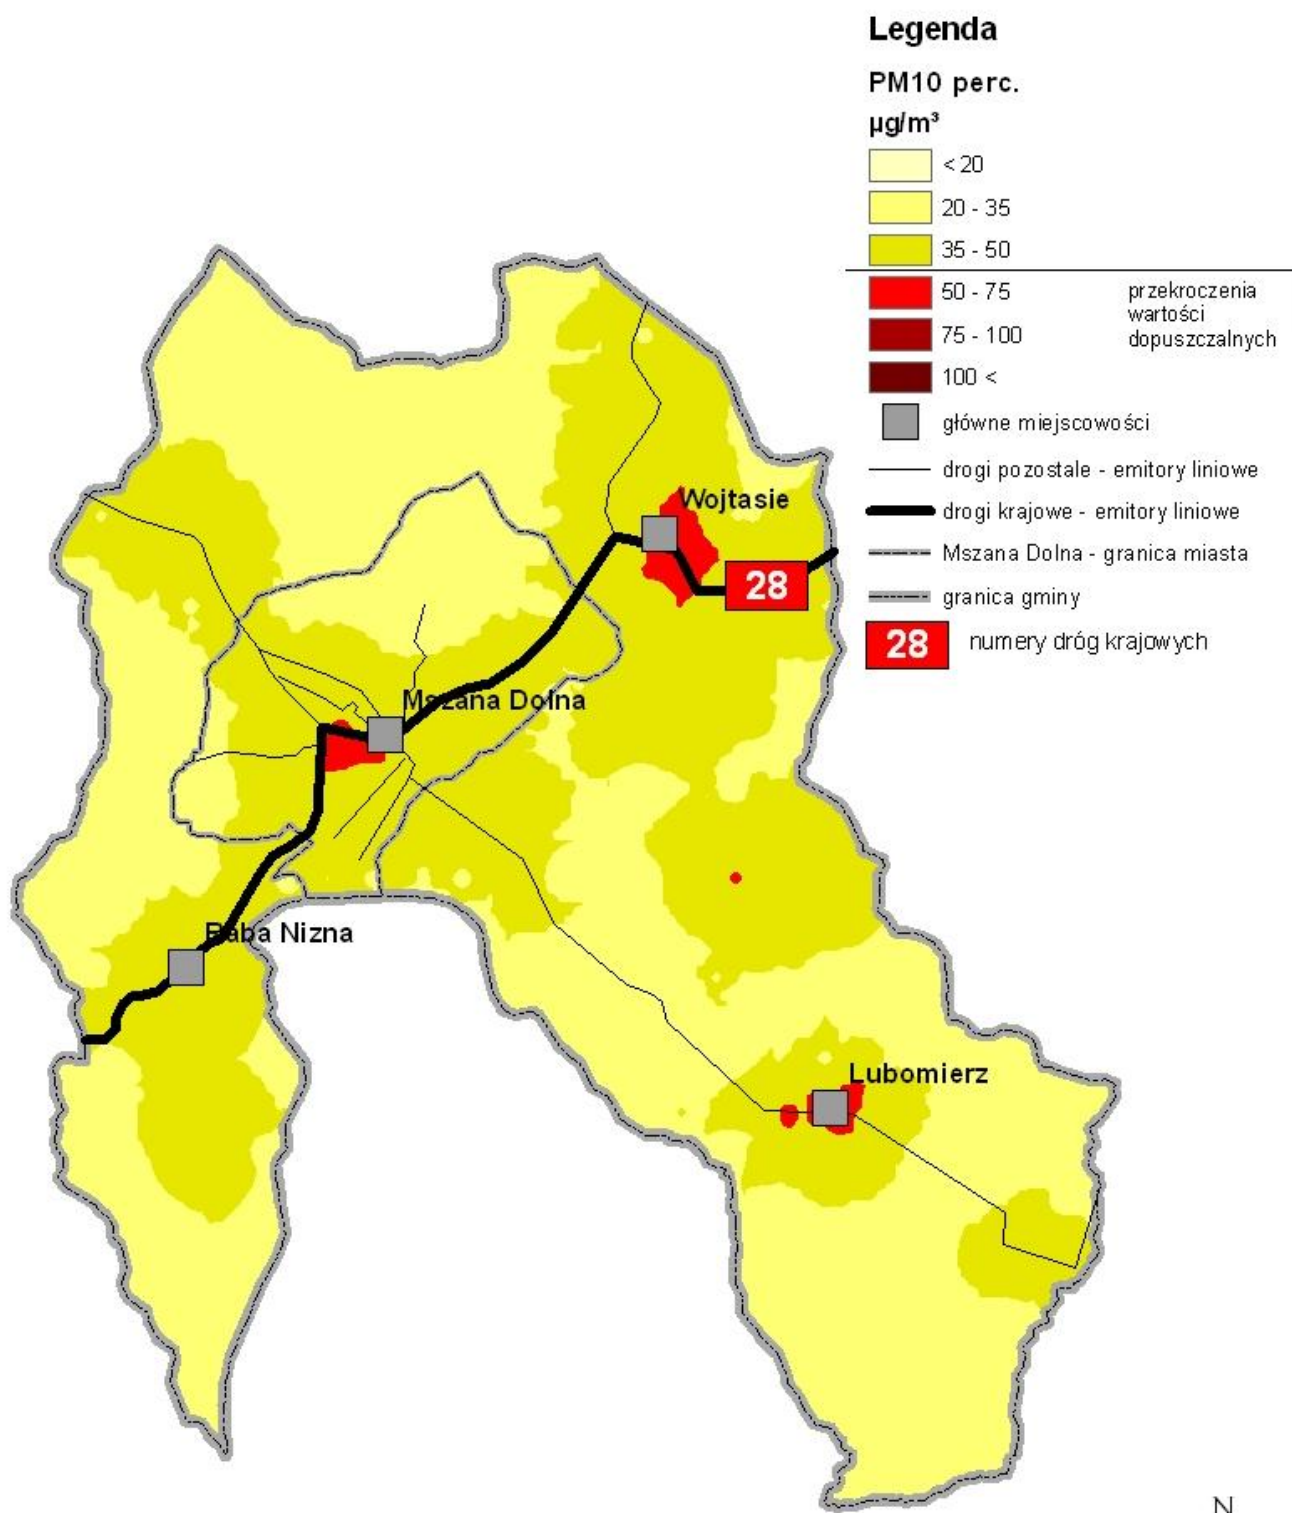 Legenda
PM10 perc.
µg/m³
< 20
20 - 35
35 - 50
50 - 75
75 - 100
100 <
przekroczenia
wartości
dopuszczalnych
główne miejscowości
drogi pozostale - emitory liniowe
drogi krajowe - emitory liniowe
Mszana Dolna - granica miasta
granica gminy
28 numery dróg krajowych
Wojtasie
28
Mszana Dolna
Raba Nizna
Lubomierz
N